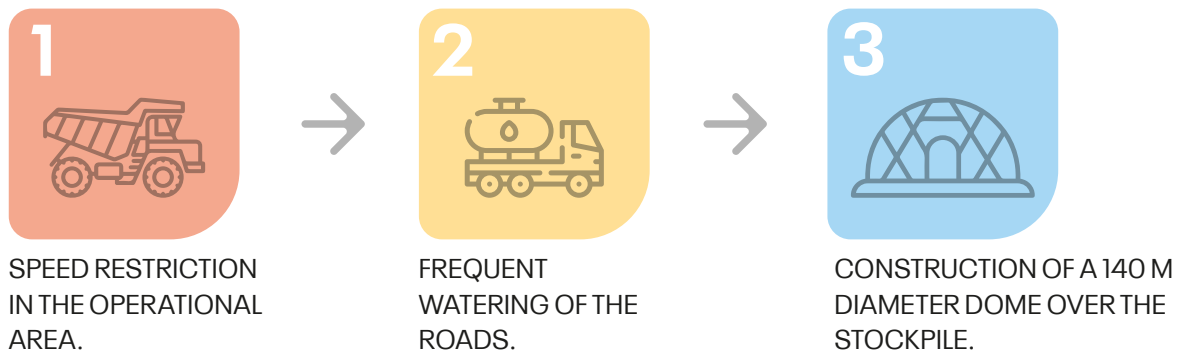 1
SPEED RESTRICTION
IN THE OPERATIONAL
AREA.
2
FREQUENT
WATERING OF THE
ROADS.
3
CONSTRUCTION OF A 140 M
DIAMETER DOME OVER THE
STOCKPILE.